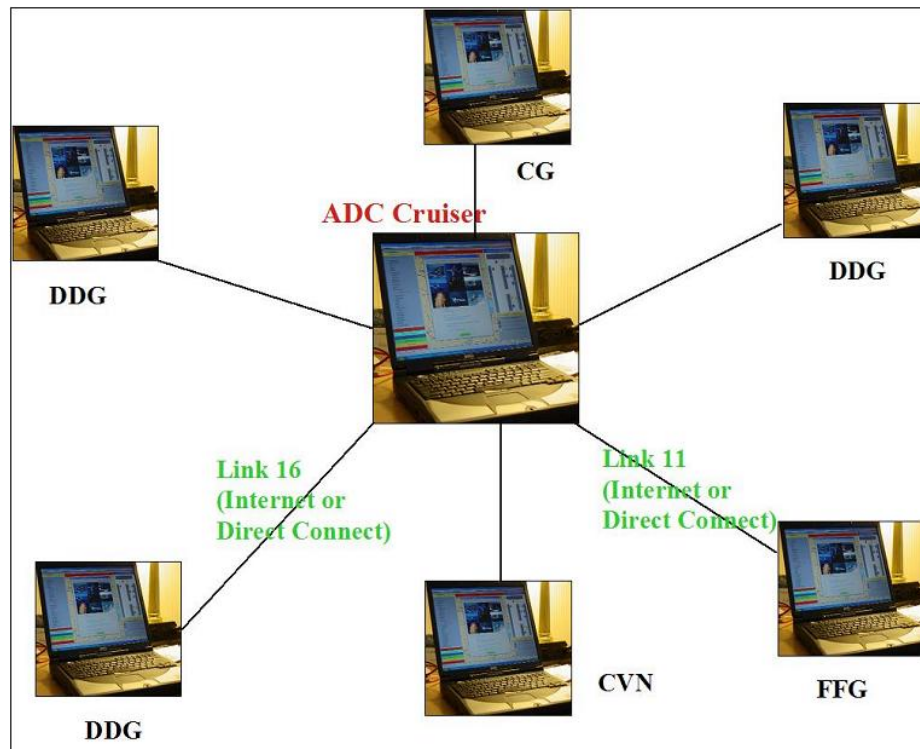 CG
ADC Cruiser
DDG
DDG
Link 16
(Internet or
Direct Connect)
Link 11
(Internet or
Direct Connect)
DDG
CVN
FFG